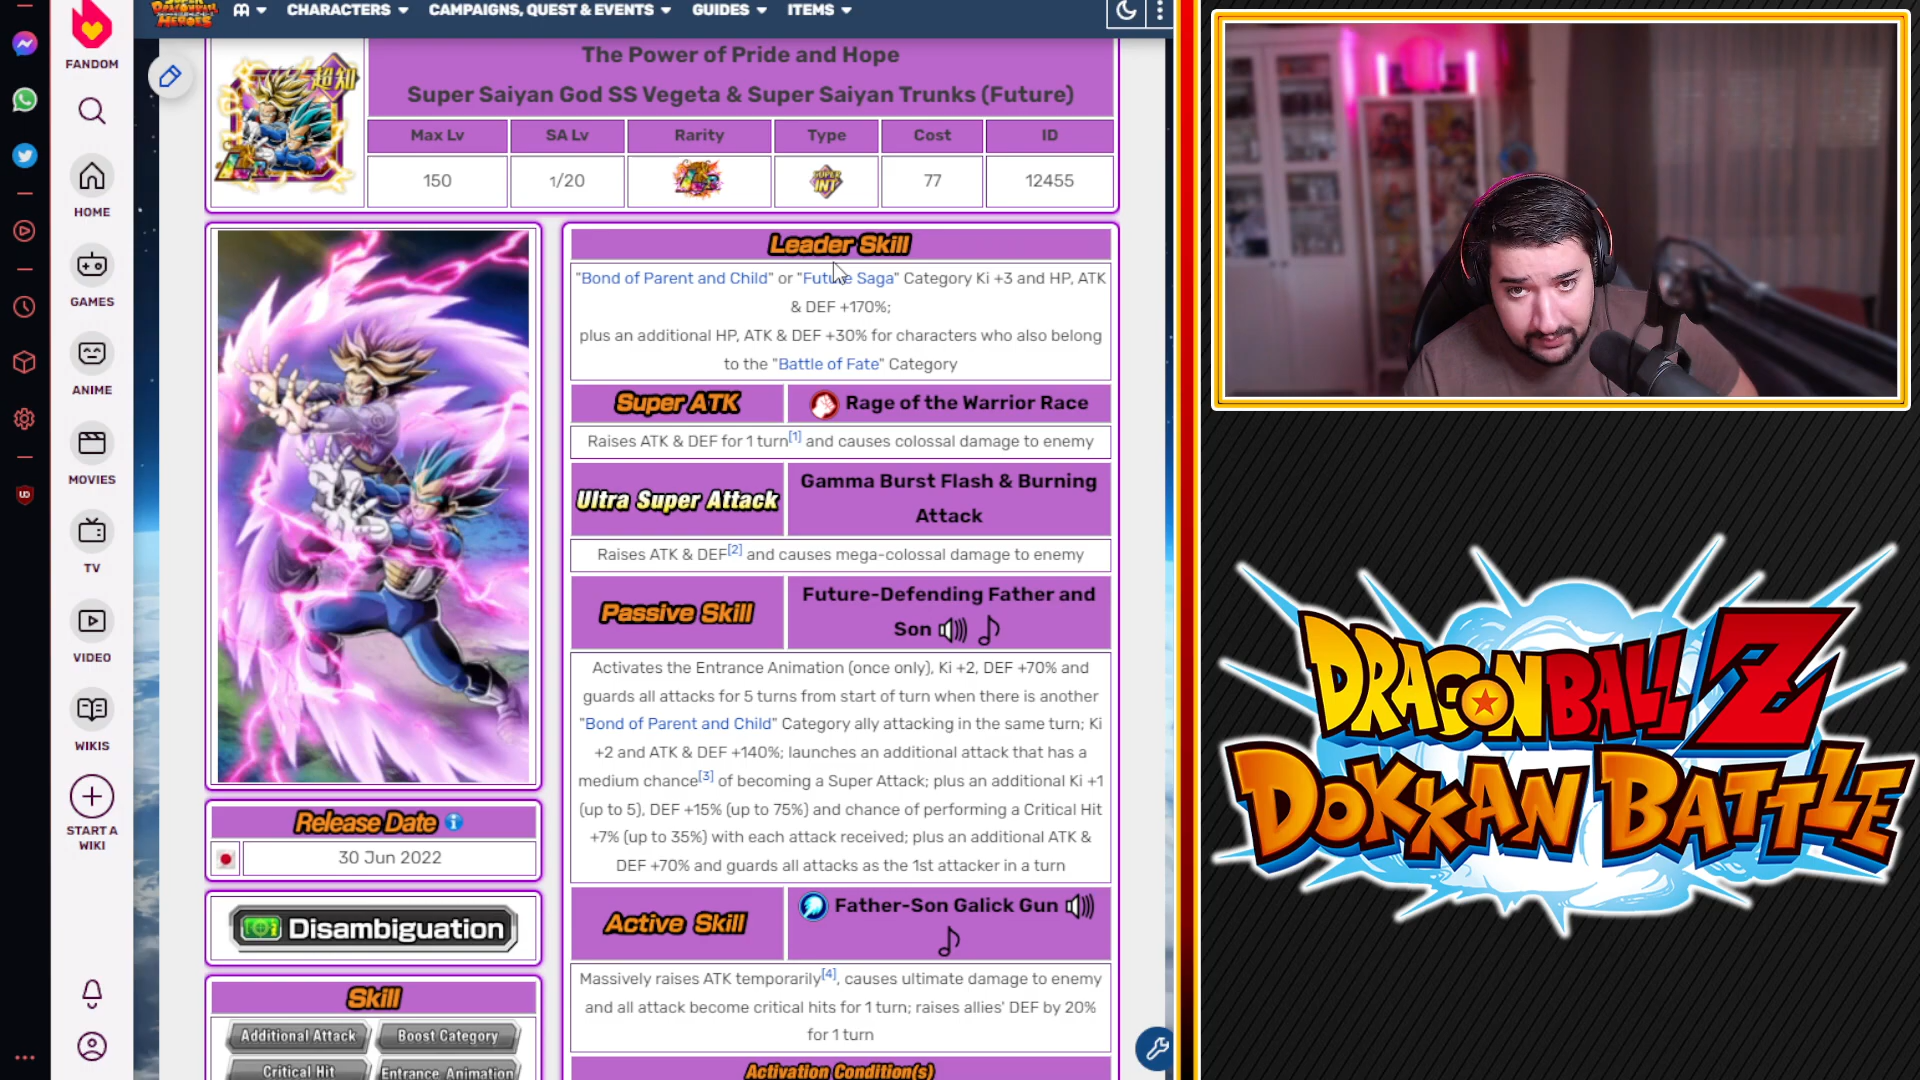 CHARACTERS
CAMPAIGNS, QUEST & EVENTS
GUIDES
ITEMS
FANDOM
HOME
GAMES
ANIME
MOVIES
TV
VIDEO
WIKIS
START A
WIKI
The Power of Pride and Hope
Super Saiyan God SS Vegeta & Super Saiyan Trunks (Future)
Max Lv
SA Lv
Rarity
Type
Cost
ID
150
1/20
LR
SUPER
INT
77
12455
超知
LR
Leader Skill
"Bond of Parent and Child" or "Future Saga" Category Ki +3 and HP, ATK
& DEF +170%;
plus an additional HP, ATK & DEF +30% for characters who also belong
to the "Battle of Fate" Category
Super ATK
Rage of the Warrior Race
Raises ATK & DEF for 1 turn[1] and causes colossal damage to enemy
Ultra Super Attack
Gamma Burst Flash & Burning
Attack
Raises ATK & DEF[2] and causes mega-colossal damage to enemy
Passive Skill
Future-Defending Father and
Son
Activates the Entrance Animation (once only), Ki +2, DEF +70% and
guards all attacks for 5 turns from start of turn when there is another
"Bond of Parent and Child" Category ally attacking in the same turn; Ki
+2 and ATK & DEF +140%; launches an additional attack that has a
medium chance[3] of becoming a Super Attack; plus an additional Ki +1
(up to 5), DEF +15% (up to 75%) and chance of performing a Critical Hit
+7% (up to 35%) with each attack received; plus an additional ATK &
DEF +70% and guards all attacks as the 1st attacker in a turn
Active Skill
Father-Son Galick Gun
Massively raises ATK temporarily[4], causes ultimate damage to enemy
and all attack become critical hits for 1 turn; raises allies' DEF by 20%
for 1 turn
Activation Condition(s)
Release Date
30 Jun 2022
Disambiguation
Skill
Additional Attack
Boost Category
Critical Hit
Entrance Animation
DRAGON BALL Z
DOKKAN BATTLE